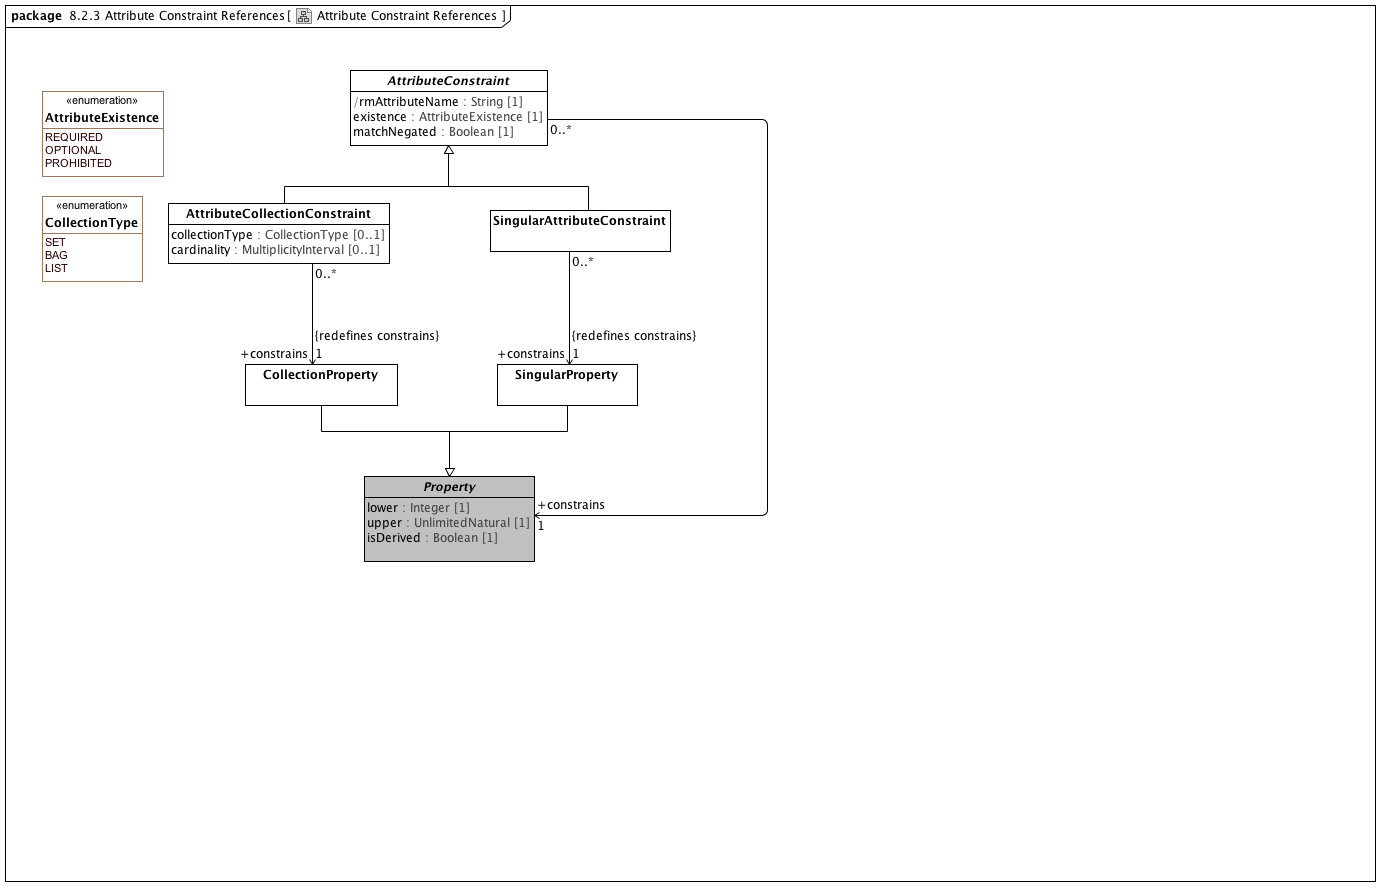 package 8.2.3 Attribute Constraint References [ Attribute Constraint References ]
AttributeConstraint
/rmAttributeName : String [1]
existence : AttributeExistence [1]
matchNegated : Boolean [1]
0..*
«enumeration»
AttributeExistence
REQUIRED
OPTIONAL
PROHIBITED
«enumeration»
CollectionType
SET
BAG
LIST
AttributeCollectionConstraint
collectionType : CollectionType [0..1]
cardinality : MultiplicityInterval [0..1]
0..*
SingularAttributeConstraint
0..*
{redefines constrains}
+constrains 1
{redefines constrains}
+constrains 1
CollectionProperty
SingularProperty
Property
lower : Integer [1]
upper : UnlimitedNatural [1]
isDerived : Boolean [1]
+constrains
1